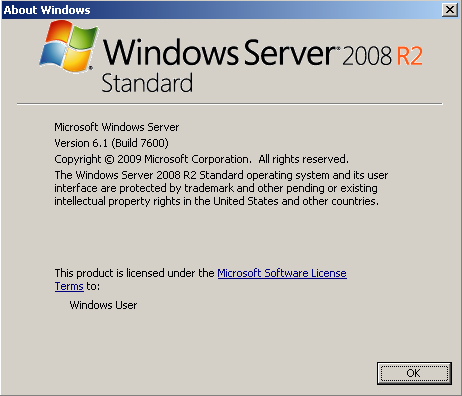 About Windows
Windows Server 2008 R2
Standard
Microsoft Windows Server
Version 6.1 (Build 7600)
Copyright © 2009 Microsoft Corporation. All rights reserved.
The Windows Server 2008 R2 Standard operating system and its user
interface are protected by trademark and other pending or existing
intellectual property rights in the United States and other countries.
This product is licensed under the Microsoft Software License
Terms to:
Windows User
OK